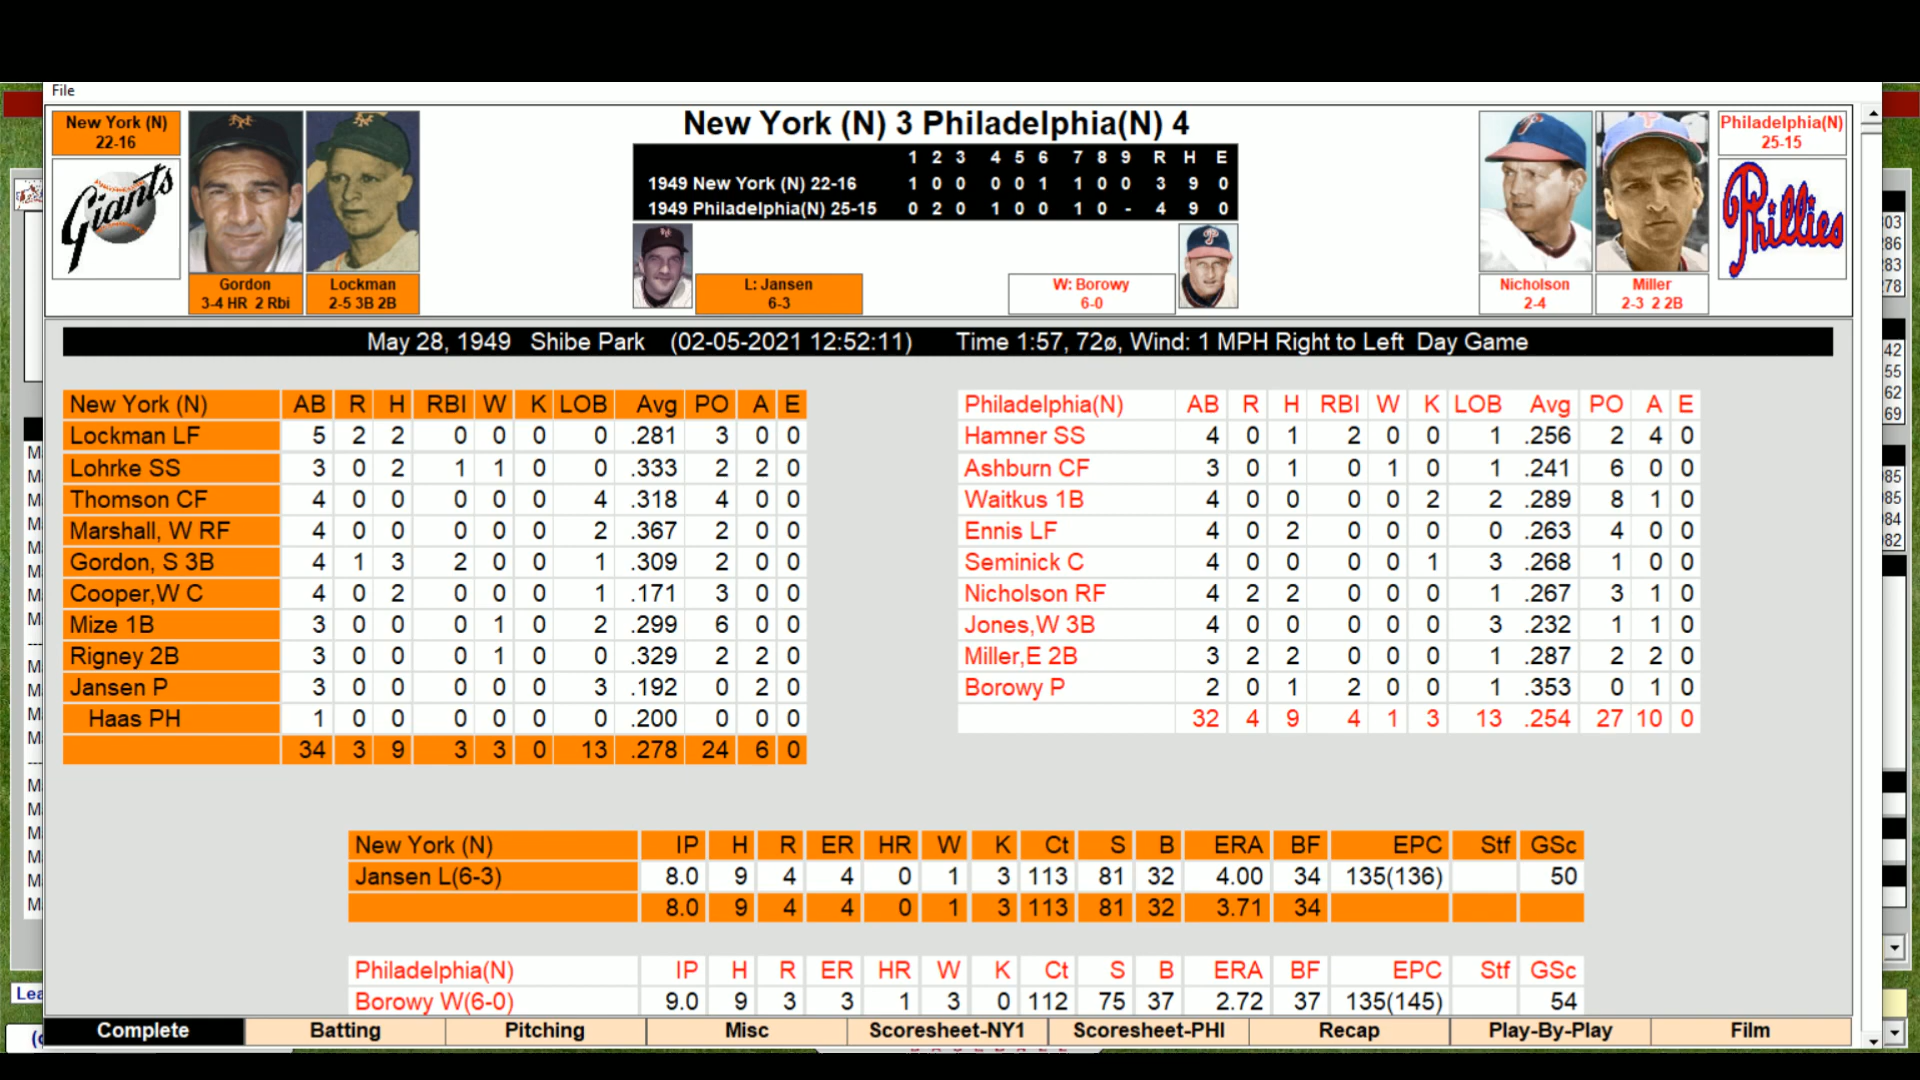 File
New York (N)
22-16
Giants
Gordon
3-4 HR 2 Rbi
Lockman
2-5 3B 2B
New York (N) 3 Philadelphia(N) 4
1 2 3 4 5 6 7 8 9 R H E
1949 New York (N) 22-16 1 0 0 0 0 1 1 0 0 3 9 0
1949 Philadelphia(N) 25-15 0 2 0 1 0 0 1 0 - 4 9 0
L: Jansen
6-3
W: Borowy
6-0
Nicholson
2-4
Miller
2-3 2 2B
Philadelphia(N)
25-15
Phillies
May 28, 1949 Shibe Park (02-05-2021 12:52:11) Time 1:57, 72ø, Wind: 1 MPH Right to Left Day Game
New York (N) AB R H RBI W K LOB Avg PO A E
Lockman LF 5 2 2 0 0 0 0 .281 3 0 0
Lohrke SS 3 0 2 1 1 0 0 .333 2 2 0
Thomson CF 4 0 0 0 0 0 4 .318 4 0 0
Marshall, W RF 4 0 0 0 0 0 2 .367 2 0 0
Gordon, S 3B 4 1 3 2 0 0 1 .309 2 0 0
Cooper,W C 4 0 2 0 0 0 1 .171 3 0 0
Mize 1B 3 0 0 0 1 0 2 .299 6 0 0
Rigney 2B 3 0 0 0 1 0 0 .329 2 2 0
Jansen P 3 0 0 0 0 0 3 .192 0 2 0
Haas PH 1 0 0 0 0 0 0 .200 0 0 0
34 3 9 3 3 0 13 .278 24 6 0
Philadelphia(N) AB R H RBI W K LOB Avg PO A E
Hamner SS 4 0 1 2 0 0 1 .256 2 4 0
Ashburn CF 3 0 1 0 1 0 1 .241 6 0 0
Waitkus 1B 4 0 0 0 0 2 2 .289 8 1 0
Ennis LF 4 0 2 0 0 0 0 .263 4 0 0
Seminick C 4 0 0 0 0 1 3 .268 1 0 0
Nicholson RF 4 2 2 0 0 0 1 .267 3 1 0
Jones,W 3B 4 0 0 0 0 0 3 .232 1 1 0
Miller,E 2B 3 2 2 0 0 0 1 .287 2 2 0
Borowy P 2 0 1 2 0 0 1 .353 0 1 0
32 4 9 4 1 3 13 .254 27 10 0
New York (N) IP H R ER HR W K Ct S B ERA BF EPC Stf GSc
Jansen L(6-3) 8.0 9 4 4 0 1 3 113 81 32 4.00 34 135(136) 50
8.0 9 4 4 0 1 3 113 81 32 3.71 34
Philadelphia(N) IP H R ER HR W K Ct S B ERA BF EPC Stf GSc
Borowy W(6-0) 9.0 9 3 3 1 3 0 112 75 37 2.72 37 135(145) 54
Complete Batting Pitching Misc Scoresheet-NY1 Scoresheet-PHI Recap Play-By-Play Film